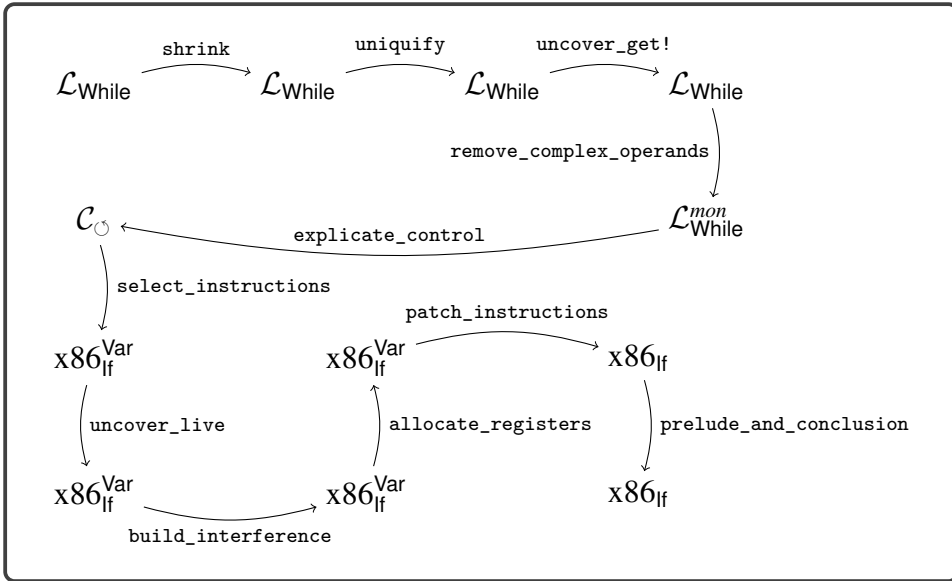 shrink uniquify uncover_get!
ℒWhile ℒWhile ℒWhile ℒWhile
remove_complex_operands
𝒞↺ explicate_control ℒmonWhile
select_instructions
patch_instructions
x86VarIf x86VarIf x86If
uncover_live allocate_registers prelude_and_conclusion
x86VarIf x86VarIf x86If
build_interference